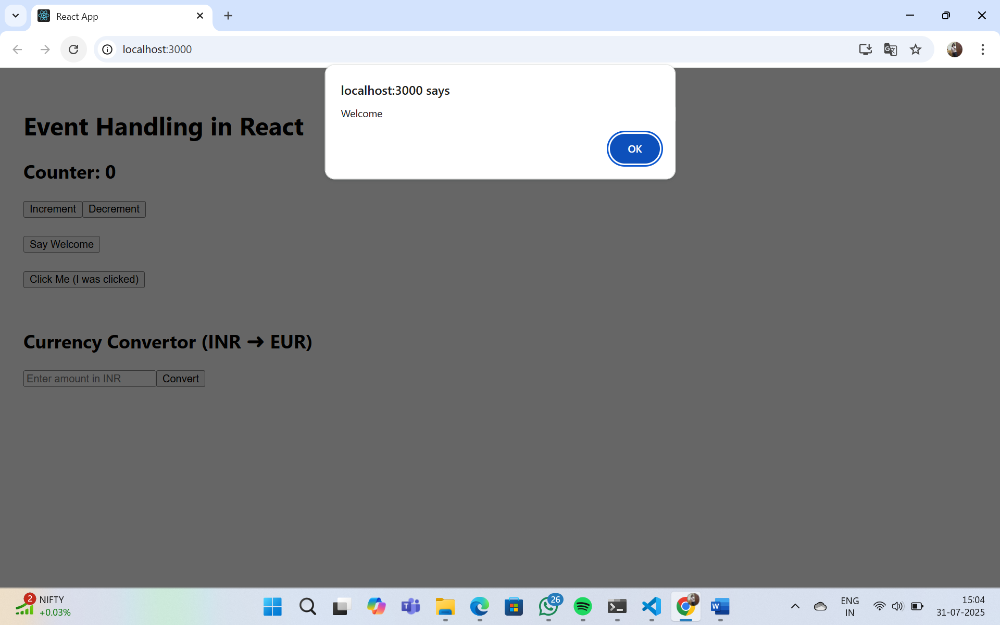 React App
localhost:3000
localhost:3000 says
Welcome
OK
Event Handling in React
Counter: 0
Increment Decrement
Say Welcome
Click Me (I was clicked)
Currency Convertor (INR ➜ EUR)
Enter amount in INR Convert
2 NIFTY
+0.03%
26
ENG
IN
15:04
31-07-2025